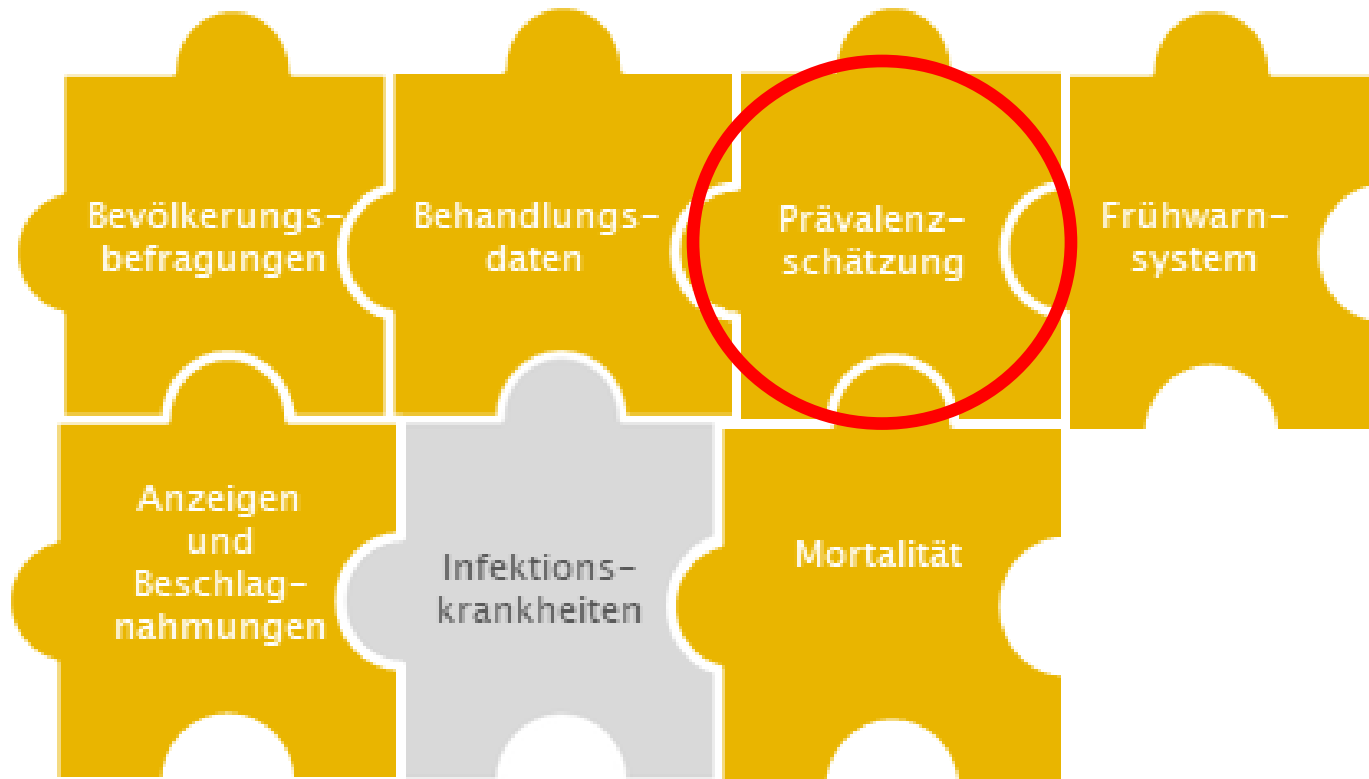 Bevölkerungs-
befragungen
Behandlungs-
daten
Prävalenz-
schätzung
Frühwarn-
system
Anzeigen
und
Beschlag-
nahmungen
Infektions-
krankheiten
Mortalität